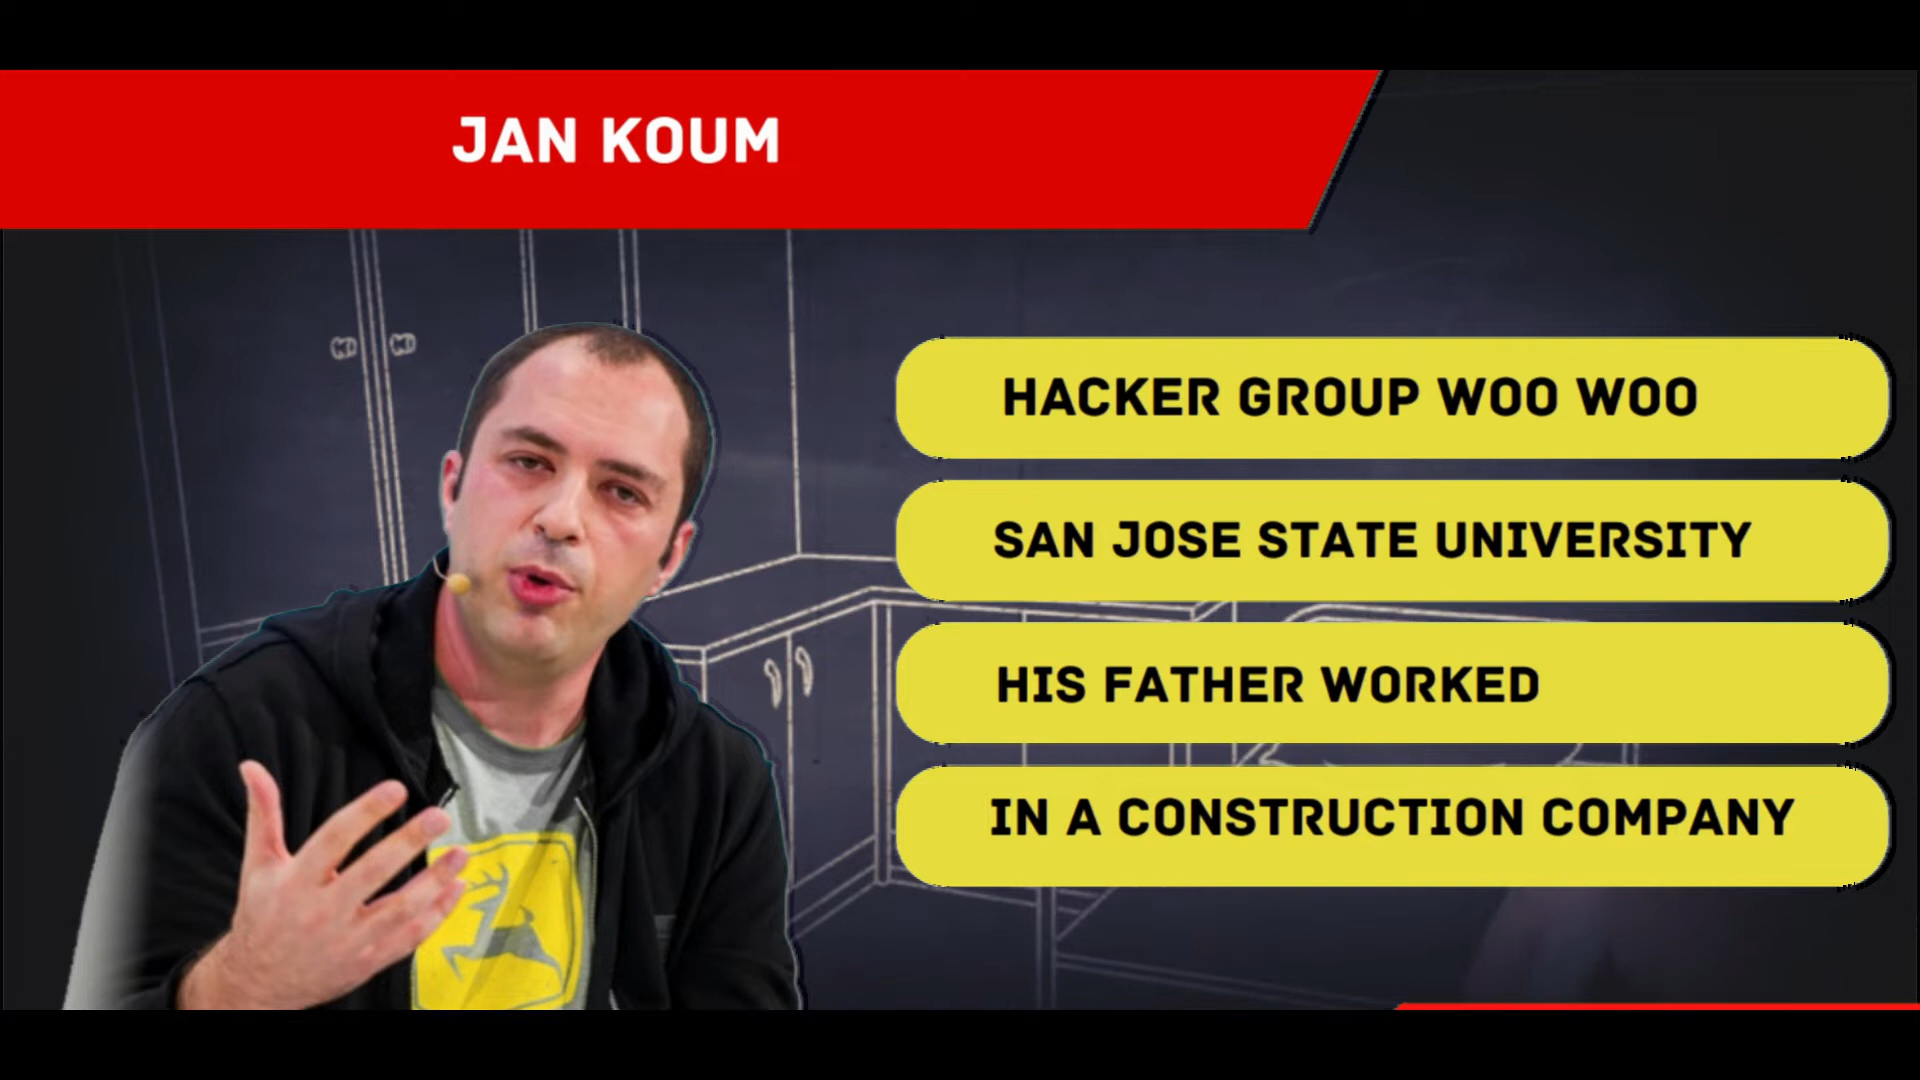 JAN KOUM
HACKER GROUP WOO WOO
SAN JOSE STATE UNIVERSITY
HIS FATHER WORKED
IN A CONSTRUCTION COMPANY